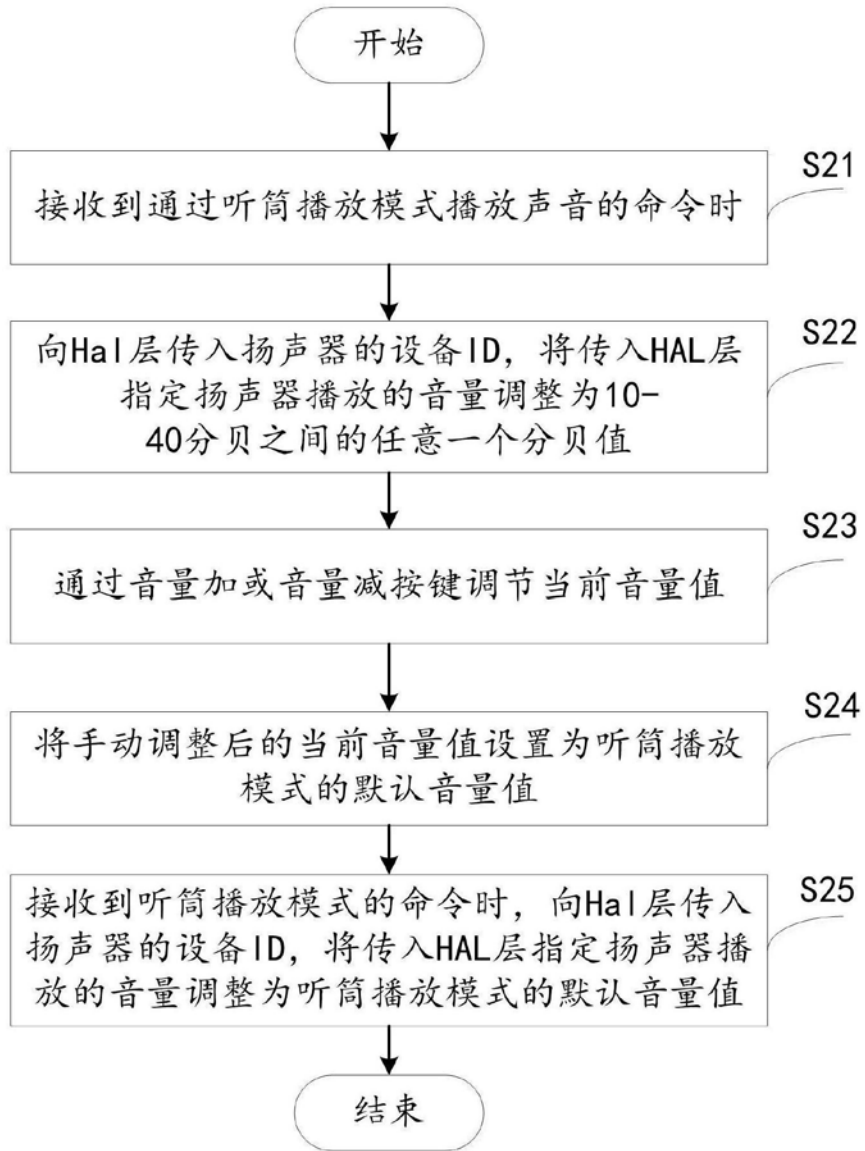 开始
S21
接收到通过听筒播放模式播放声音的命令时
S22
向Hal层传入扬声器的设备ID，将传入HAL层
指定扬声器播放的音量调整为10-
40分贝之间的任意一个分贝值
S23
通过音量加或音量减按键调节当前音量值
S24
将手动调整后的当前音量值设置为听筒播放
模式的默认音量值
S25
接收到听筒播放模式的命令时，向Hal层传入
扬声器的设备ID，将传入HAL层指定扬声器播
放的音量调整为听筒播放模式的默认音量值
结束